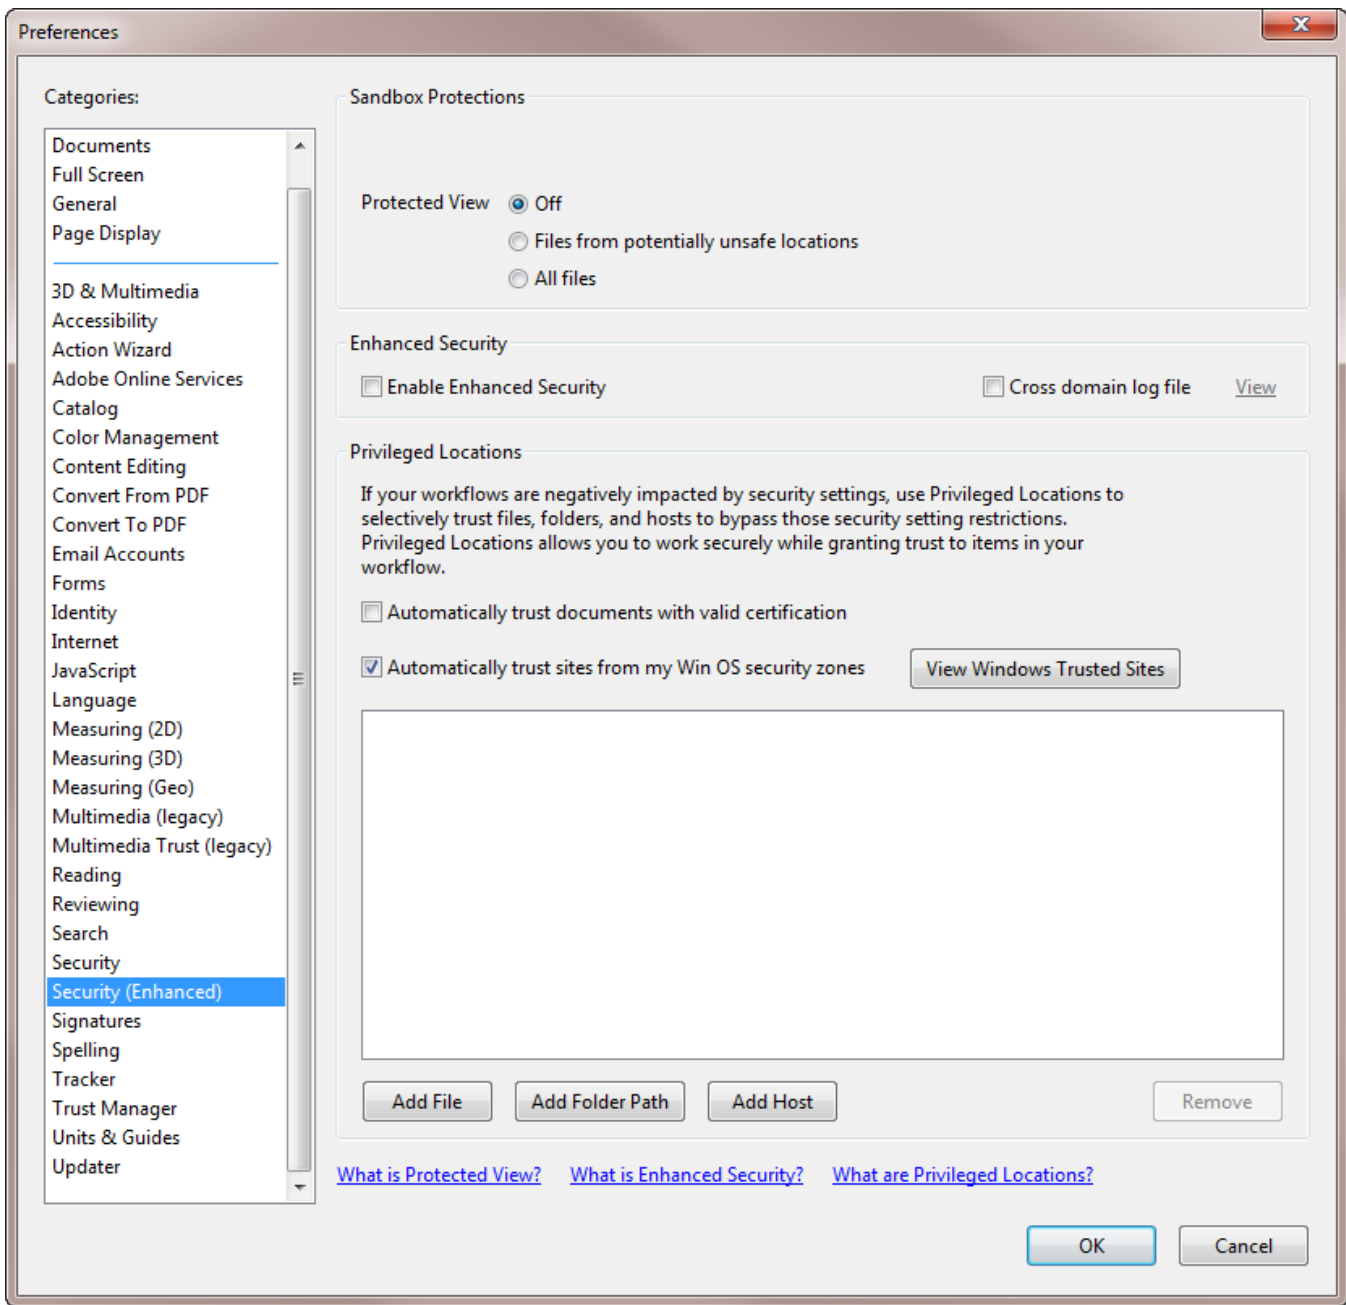 Preferences
Categories:
Documents
Full Screen
General
Page Display
3D & Multimedia
Accessibility
Action Wizard
Adobe Online Services
Catalog
Color Management
Content Editing
Convert From PDF
Convert To PDF
Email Accounts
Forms
Identity
Internet
JavaScript
Language
Measuring (2D)
Measuring (3D)
Measuring (Geo)
Multimedia (legacy)
Multimedia Trust (legacy)
Reading
Reviewing
Search
Security
Security (Enhanced)
Signatures
Spelling
Tracker
Trust Manager
Units & Guides
Updater
Sandbox Protections
Protected View Off
Files from potentially unsafe locations
All files
Enhanced Security
Enable Enhanced Security Cross domain log file View
Privileged Locations
If your workflows are negatively impacted by security settings, use Privileged Locations to
selectively trust files, folders, and hosts to bypass those security setting restrictions.
Privileged Locations allows you to work securely while granting trust to items in your
workflow.
Automatically trust documents with valid certification
Automatically trust sites from my Win OS security zones View Windows Trusted Sites
Add File Add Folder Path Add Host Remove
What is Protected View? What is Enhanced Security? What are Privileged Locations?
OK Cancel